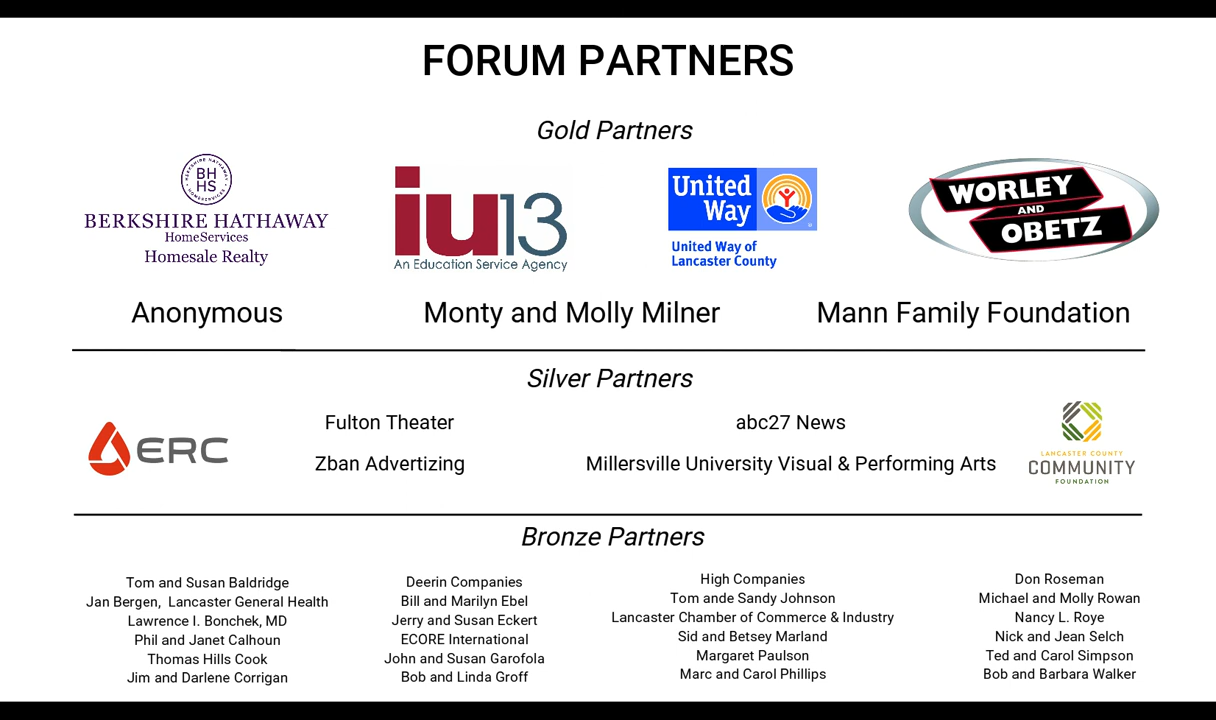 FORUM PARTNERS
Gold Partners
BERKSHIRE HATHAWAY
HOMESERVICES
BH
HS
BERKSHIRE HATHAWAY
HomeServices
Homesale Realty
iu13
An Education Service Agency
United
Way
United Way of
Lancaster County
WORLEY
AND
OBETZ
Anonymous
Monty and Molly Milner
Mann Family Foundation
Silver Partners
ERC
Fulton Theater
Zban Advertizing
abc27 News
Millersville University Visual & Performing Arts
LANCASTER COUNTY
COMMUNITY
FOUNDATION
Bronze Partners
Tom and Susan Baldridge
Jan Bergen,  Lancaster General Health
Lawrence I. Bonchek, MD
Phil and Janet Calhoun
Thomas Hills Cook
Jim and Darlene Corrigan
Deerin Companies
Bill and Marilyn Ebel
Jerry and Susan Eckert
ECORE International
John and Susan Garofola
Bob and Linda Groff
High Companies
Tom ande Sandy Johnson
Lancaster Chamber of Commerce & Industry
Sid and Betsey Marland
Margaret Paulson
Marc and Carol Phillips
Don Roseman
Michael and Molly Rowan
Nancy L. Roye
Nick and Jean Selch
Ted and Carol Simpson
Bob and Barbara Walker